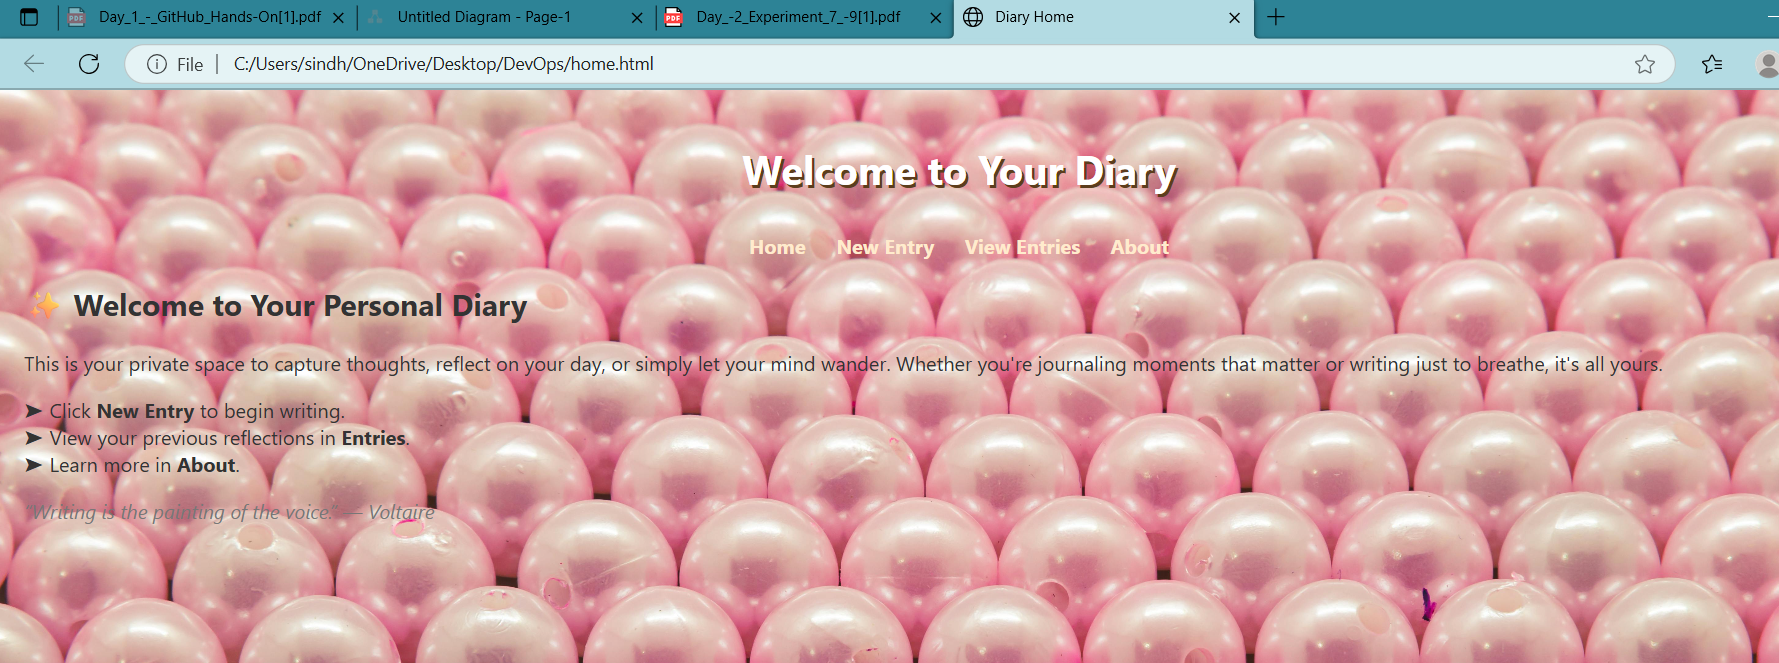 Day_1_-_GitHub_Hands-On[1].pdf
Untitled Diagram - Page-1
Day_-2_Experiment_7_-9[1].pdf
Diary Home
File
C:/Users/sindh/OneDrive/Desktop/DevOps/home.html
Welcome to Your Diary
Home New Entry View Entries About
✨ Welcome to Your Personal Diary
This is your private space to capture thoughts, reflect on your day, or simply let your mind wander. Whether you're journaling moments that matter or writing just to breathe, it's all yours.
➤ Click New Entry to begin writing.
➤ View your previous reflections in Entries.
➤ Learn more in About.
"Writing is the painting of the voice." — Voltaire